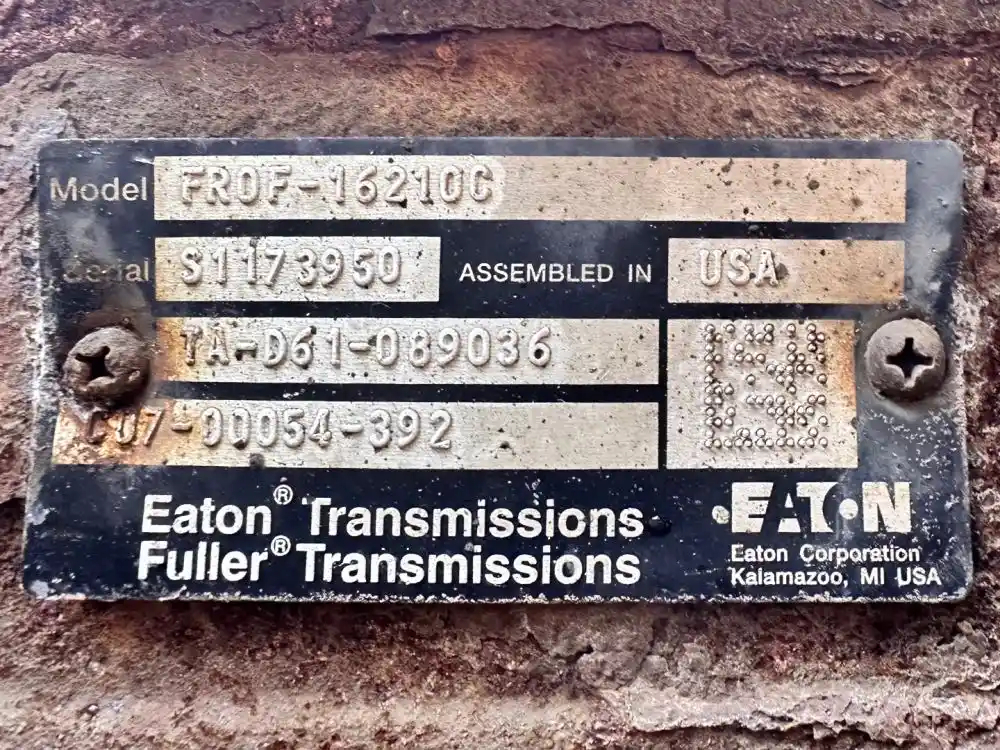 Model FROF-16210C
Serial S1173950 ASSEMBLED IN USA
TA-D61-089036
C07-00054-392
Eaton® Transmissions
Fuller® Transmissions
EATON
Eaton Corporation
Kalamazoo, MI USA